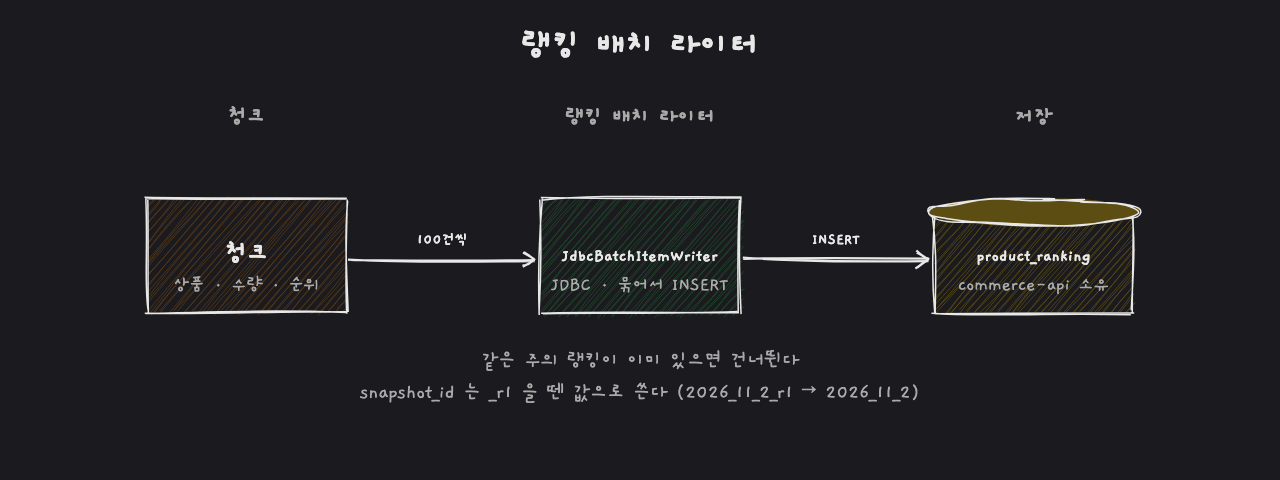 랭킹 배치 라이터
청크
랭킹 배치 라이터
저장
청크
상품 · 수량 · 순위
100건씩
JdbcBatchItemWriter
JDBC · 묶어서 INSERT
INSERT
product_ranking
commerce-api 소유
같은 주의 랭킹이 이미 있으면 건너뛴다
snapshot_id 는 _r1 을 뗀 값으로 쓴다 (2026_11_2_r1 → 2026_11_2)